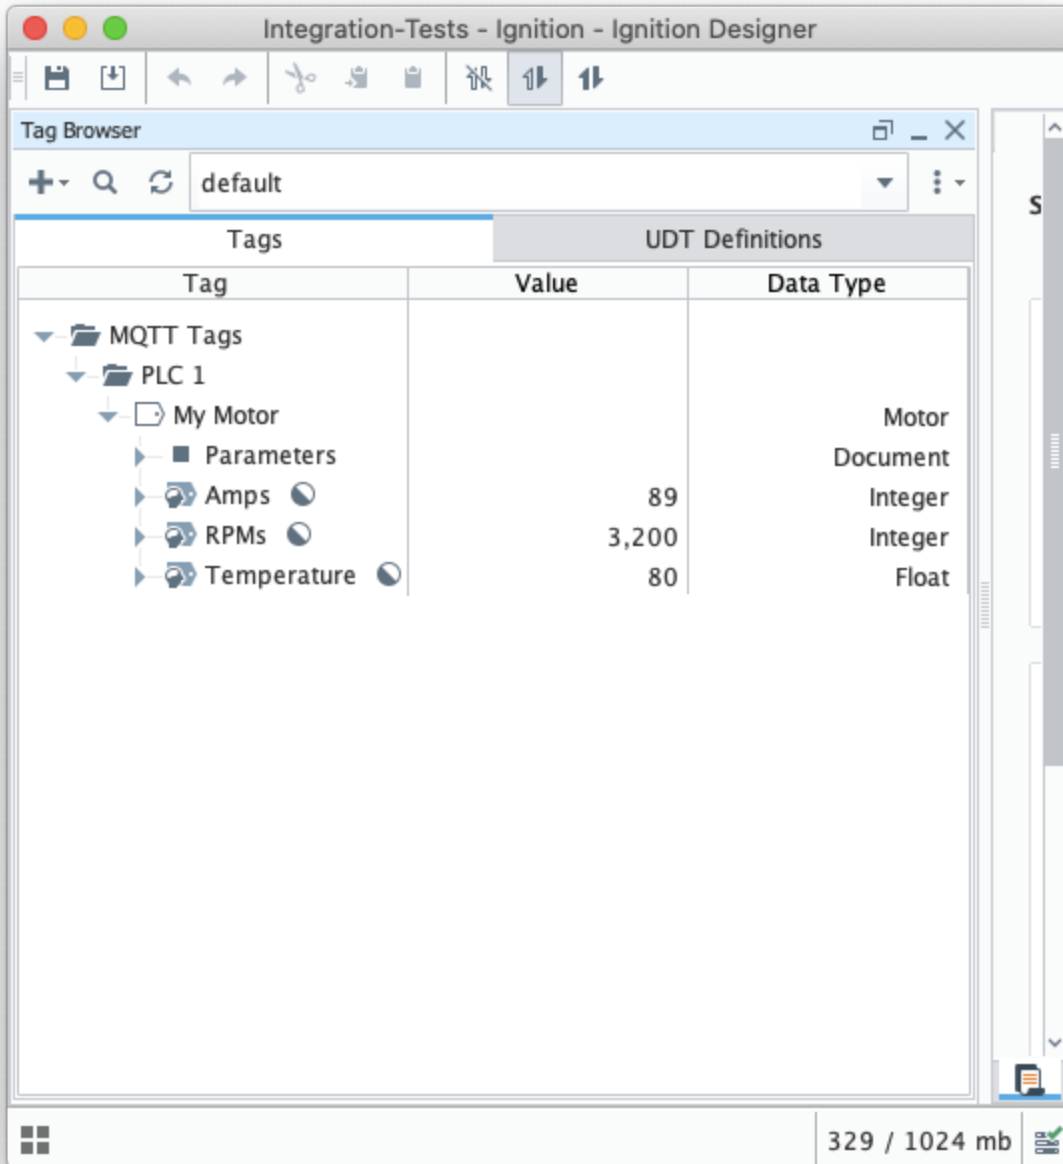 Integration-Tests - Ignition - Ignition Designer
Tag Browser
default
Tags UDT Definitions
Tag Value Data Type
MQTT Tags
PLC 1
My Motor Motor
Parameters Document
Amps 89 Integer
RPMs 3,200 Integer
Temperature 80 Float
S
329 / 1024 mb